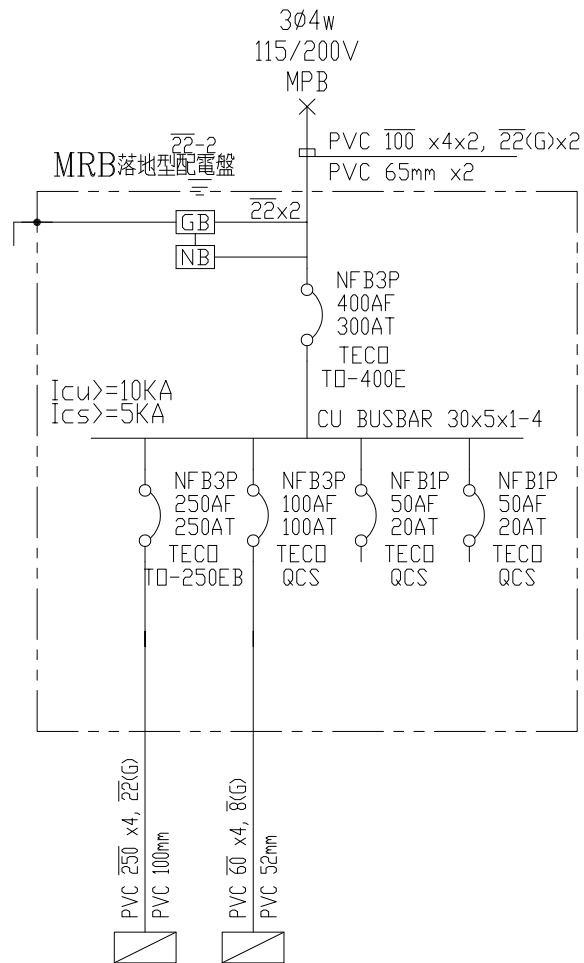 3∅4w
115/200V
MPB
PVC 100 x4x2, 22(G)x2
PVC 65mm x2
22-2
MRB落地型配電盤
GB
22x2
NB
NFB3P
400AF
300AT
TECO
TO-400E
Icu>=10KA
Ics>=5KA
CU BUSBAR 30x5x1-4
NFB3P
250AF
250AT
TECO
TO-250EB
NFB3P
100AF
100AT
TECO
QCS
NFB1P
50AF
20AT
TECO
QCS
NFB1P
50AF
20AT
TECO
QCS
PVC 250 x4, 22(G)
PVC 100mm
PVC 60 x4, 8(G)
PVC 52mm